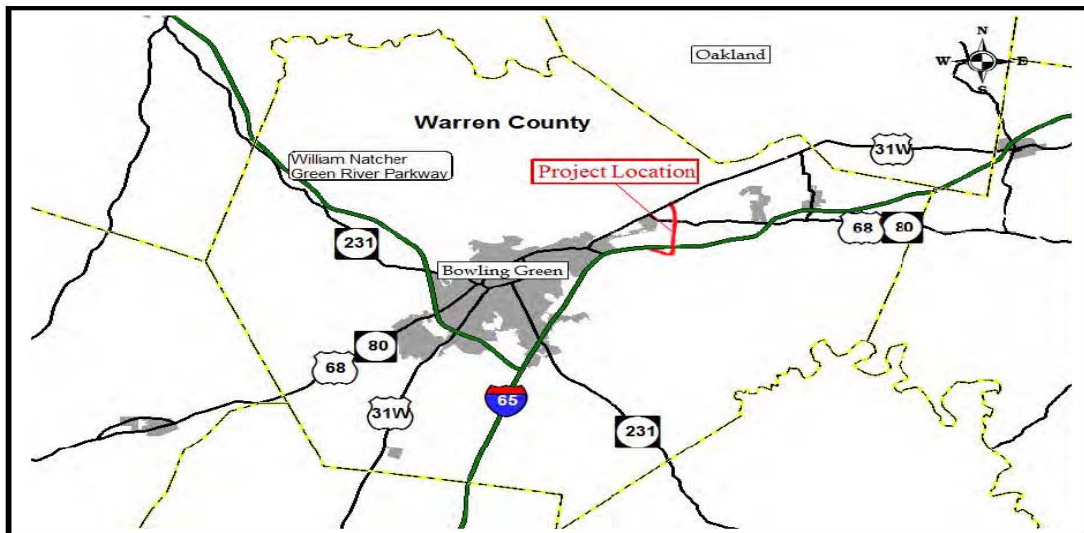 N
W E
S
Oakland
Warren County
31W
William Natcher
Green River Parkway
Project Location
68 80
231
Bowling Green
80
68
65
31W
231